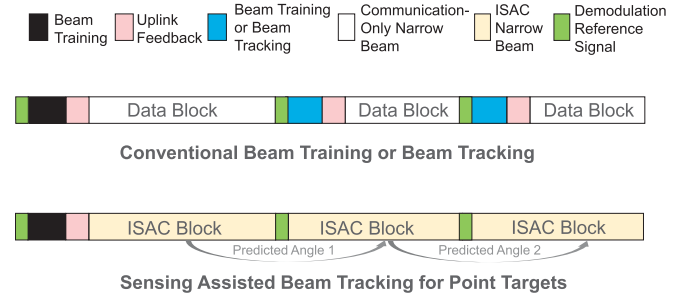 Beam
Training
Uplink
Feedback
Beam Training
or Beam
Tracking
Communication-
Only Narrow
Beam
ISAC
Narrow
Beam
Demodulation
Reference
Signal
Data Block Data Block Data Block
Conventional Beam Training or Beam Tracking
ISAC Block ISAC Block ISAC Block
Predicted Angle 1 Predicted Angle 2
Sensing Assisted Beam Tracking for Point Targets